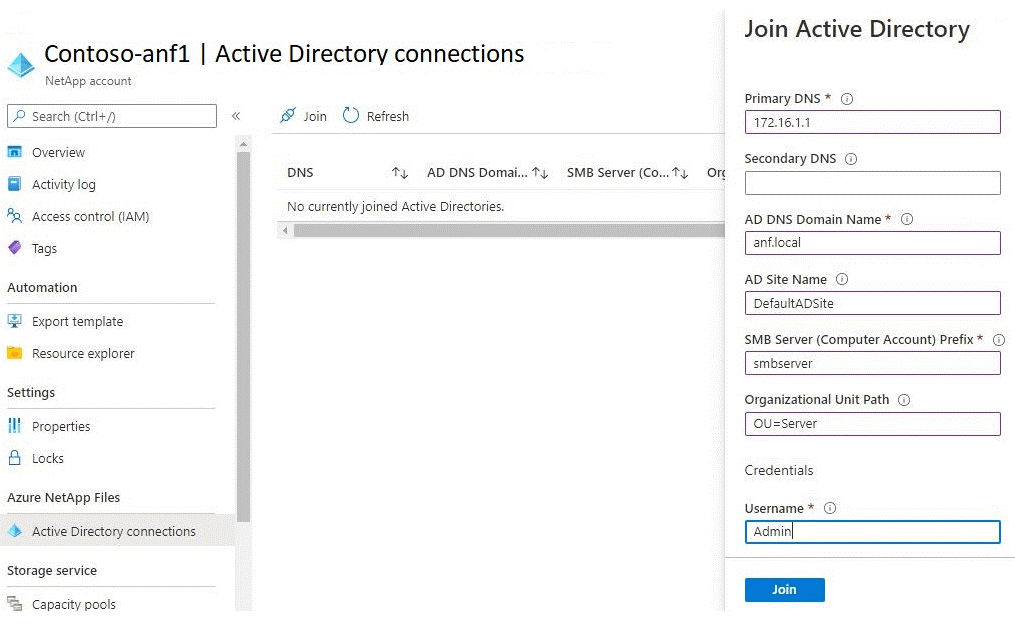 Contoso-anf1 | Active Directory connections
NetApp account
Search (Ctrl+/)
«
Overview
Activity log
Access control (IAM)
Tags
Automation
Export template
Resource explorer
Settings
Properties
Locks
Azure NetApp Files
Active Directory connections
Storage service
Capacity pools
Join
Refresh
DNS
AD DNS Domai...
SMB Server (Co...
Org
No currently joined Active Directories.
Join Active Directory
Primary DNS *
172.16.1.1
Secondary DNS
AD DNS Domain Name *
anf.local
AD Site Name
DefaultADSite
SMB Server (Computer Account) Prefix *
smbserver
Organizational Unit Path
OU=Server
Credentials
Username *
Admin
Join